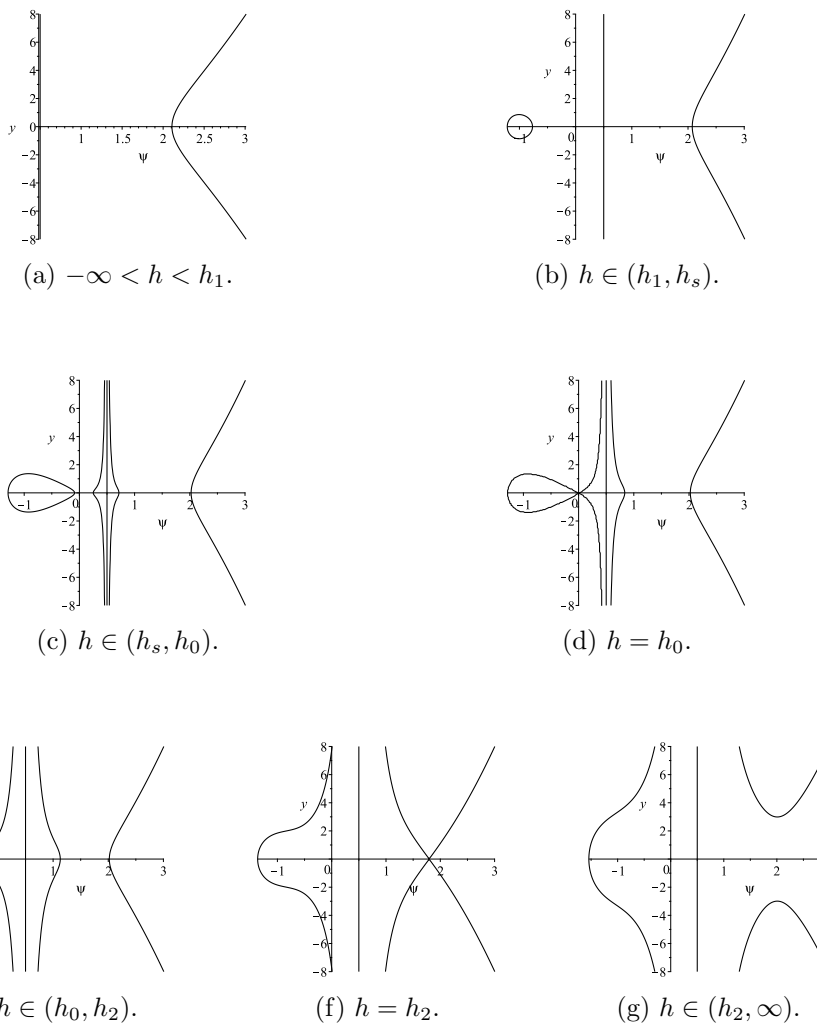 8
6
4
2
y 0
1 1.5 2 2.5 3
−2 ψ
−4
−6
−8
(a) −∞ < h < h₁.
8
6
y 4
2
−1 0 1 2 3
−2 ψ
−4
−6
−8
(b) h ∈ (h₁, hₛ).
8
6
y 4
2
−1 0 1 2 3
−2 ψ
−4
−6
−8
(c) h ∈ (hₛ, h₀).
8
6
y 4
2
−1 0 1 2 3
−2 ψ
−4
−6
−8
(d) h = h₀.
1 2 3
ψ
h ∈ (h₀, h₂).
8
6
y 4
2
−1 0 1 2 3
−2 ψ
−4
−6
−8
(f) h = h₂.
8
6
y 4
2
−1 0 1 2
−2 ψ
−4
−6
−8
(g) h ∈ (h₂, ∞).